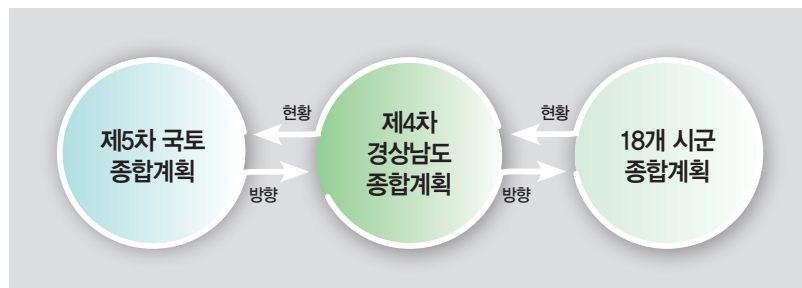 제5차 국토
종합계획
현황
방향
제4차
경상남도
종합계획
현황
방향
18개 시군
종합계획